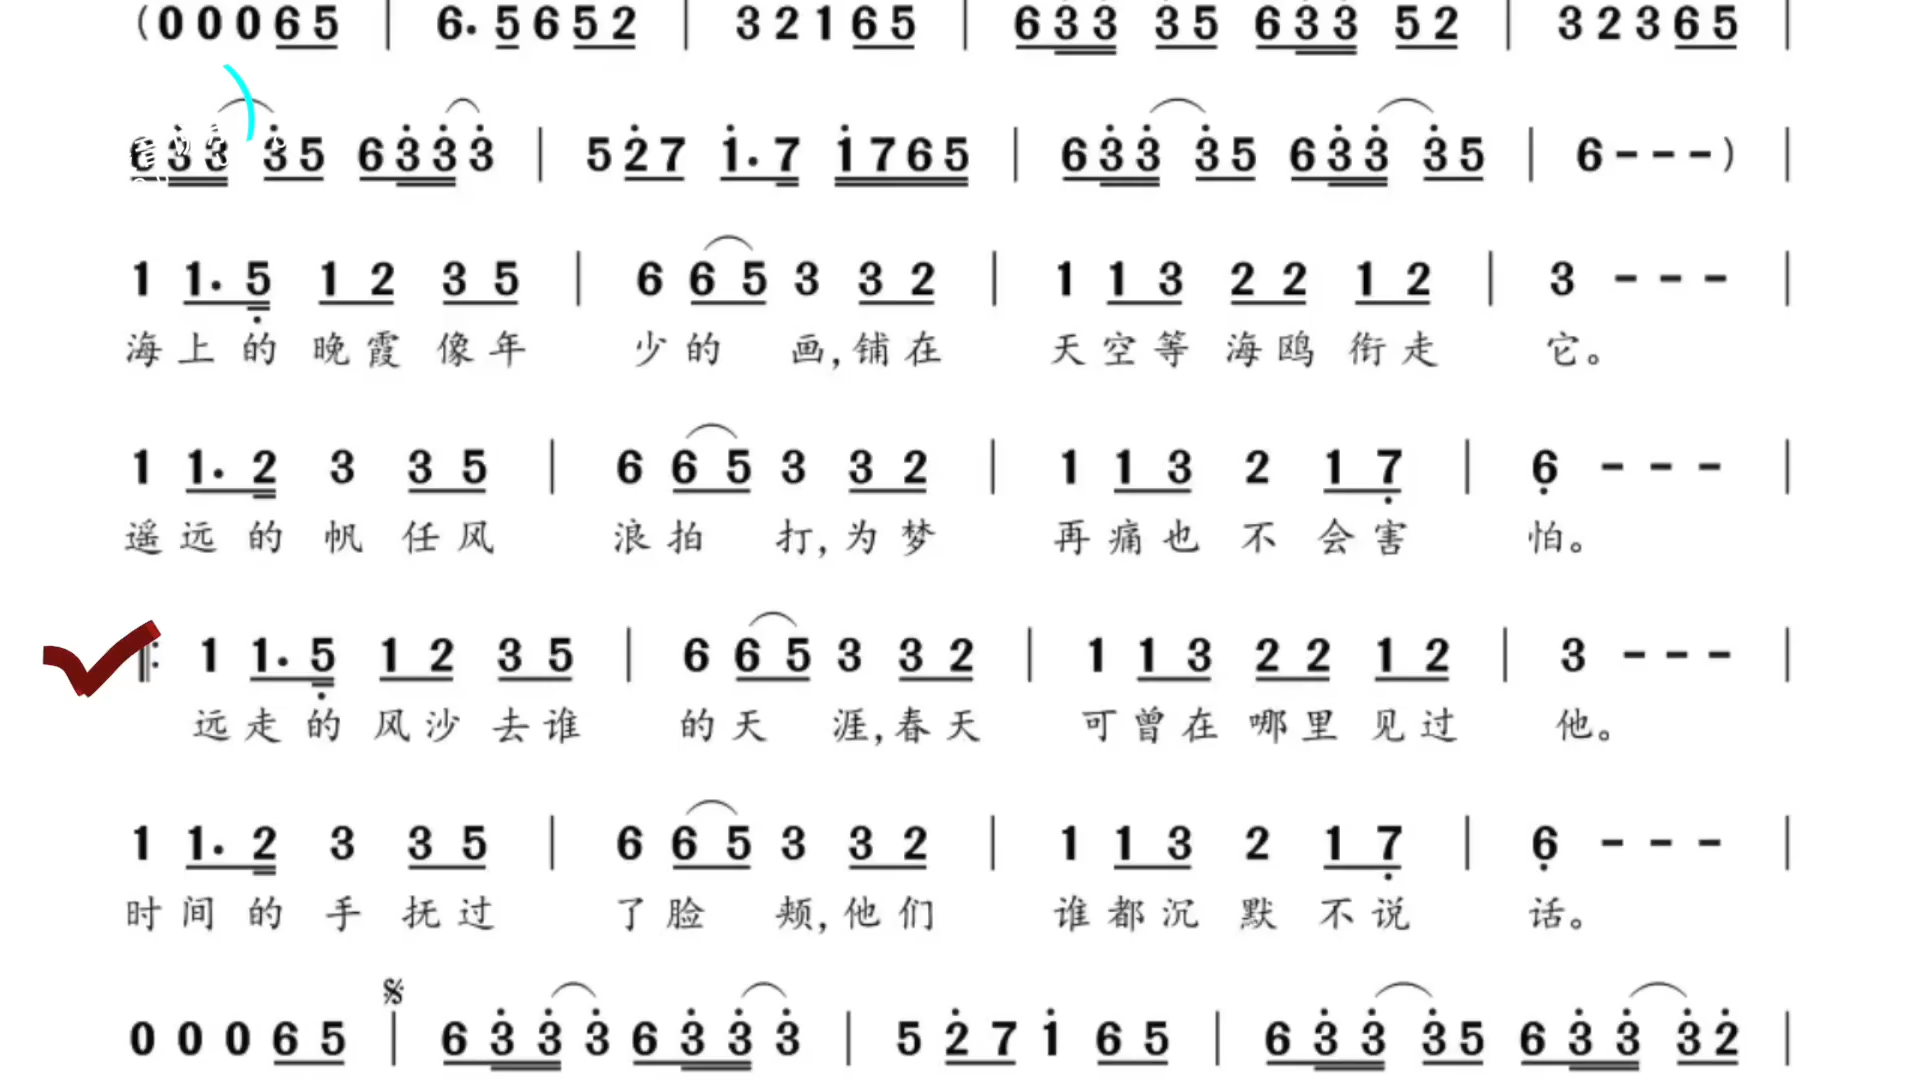 (0 0 0 6 5 | 6. 5 6 5 2 | 3 2 1 6 5 | 6 3 3 3 5 6 3 3 5 2 | 3 2 3 6 5 |
3 3 3 5 6 3 3 3 | 5 2 7 1. 7 1 7 6 5 | 6 3 3 3 5 6 3 3 3 5 | 6 - - - ) |
1 1. 5 1 2 3 5 | 6 6 5 3 3 2 | 1 1 3 2 2 1 2 | 3 - - - |
海上的晚霞像年少的画,铺在天空等海鸥衔走它。
1 1. 2 3 3 5 | 6 6 5 3 3 2 | 1 1 3 2 1 7 | 6 - - - |
遥远的帆任风浪拍打,为梦再痛也不会害怕。
‖: 1 1. 5 1 2 3 5 | 6 6 5 3 3 2 | 1 1 3 2 2 1 2 | 3 - - - |
远走的风沙去谁的天涯,春天可曾在哪里见过他。
1 1. 2 3 3 5 | 6 6 5 3 3 2 | 1 1 3 2 1 7 | 6 - - - |
时间的手抚过了脸颊,他们谁都沉默不说话。
0 0 0 6 5 | 6 3 3 3 6 3 3 3 | 5 2 7 1 6 5 | 6 3 3 3 5 6 3 3 3 2 |